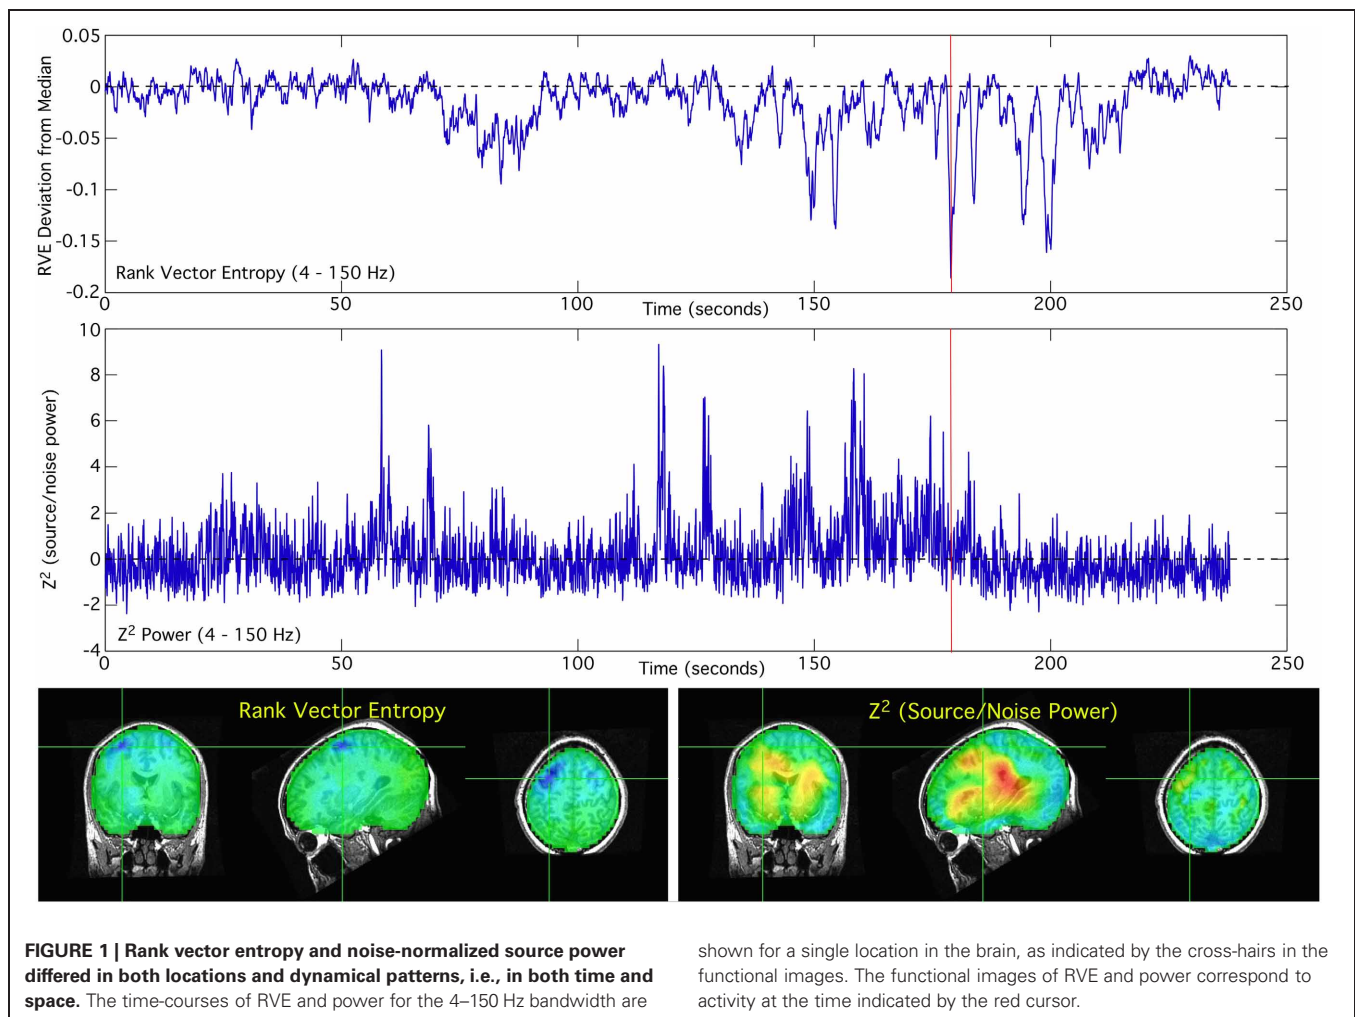 0.05
0
-0.05
-0.1
-0.15
-0.2
RVE Deviation from Median
Rank Vector Entropy (4 - 150 Hz)
0 50 100 150 200 250
Time (seconds)
10
8
6
4
2
0
-2
-4
Z² (source/noise power)
Z² Power (4 - 150 Hz)
0 50 100 150 200 250
Time (seconds)
Rank Vector Entropy
Z² (Source/Noise Power)
FIGURE 1 | Rank vector entropy and noise-normalized source power
differed in both locations and dynamical patterns, i.e., in both time and
space. The time-courses of RVE and power for the 4–150 Hz bandwidth are
shown for a single location in the brain, as indicated by the cross-hairs in the
functional images. The functional images of RVE and power correspond to
activity at the time indicated by the red cursor.